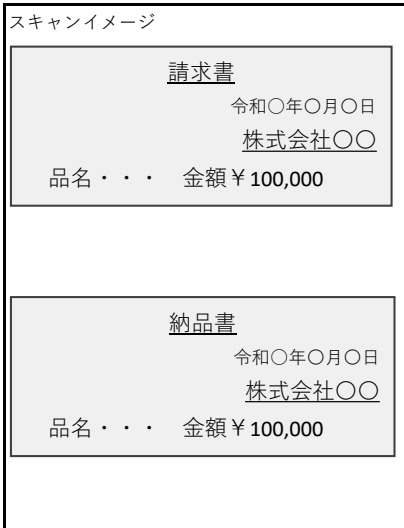 スキャンイメージ
請求書
令和〇年〇月〇日
株式会社〇〇
品名・・・　金額￥100,000
納品書
令和〇年〇月〇日
株式会社〇〇
品名・・・　金額￥100,000